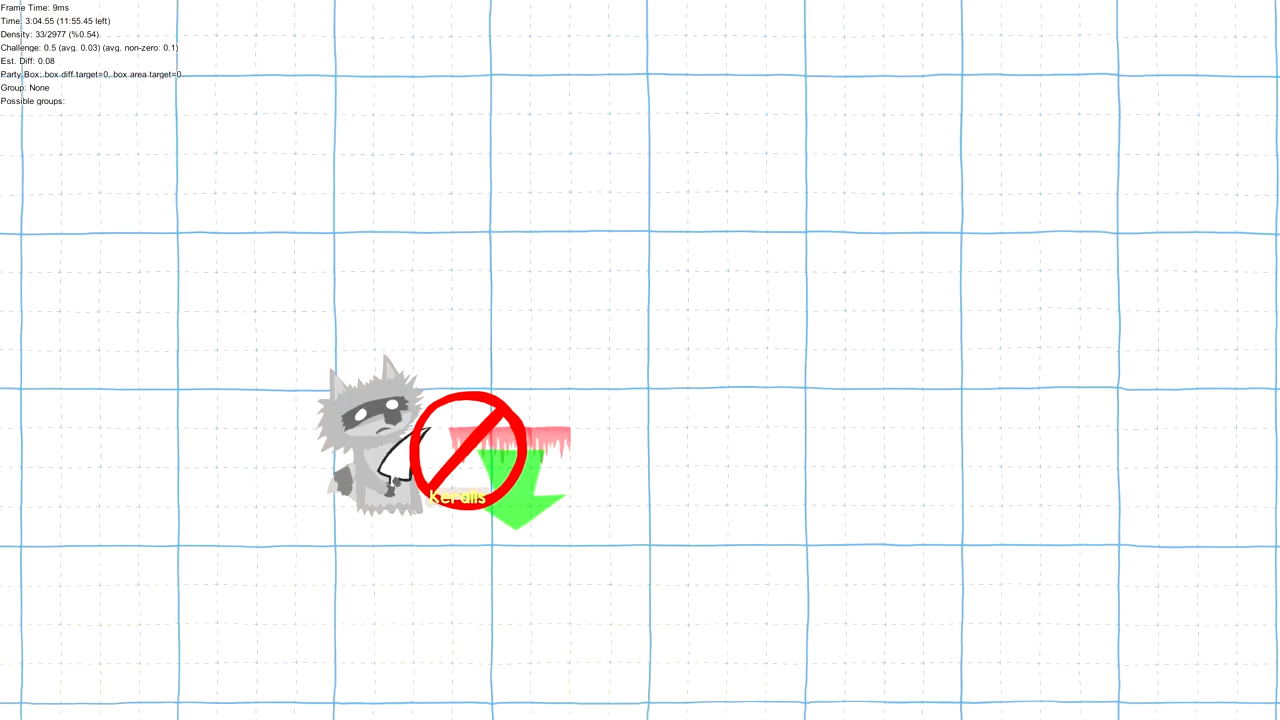 Frame Time: 9ms
Time: 3:04.55 (11:55.45 left)
Density: 33/2977 (%0.54)
Challenge: 0.5 (avg. 0.03) (avg. non-zero: 0.1)
Est. Diff: 0.08
Party Box: box.diff.target=0, box.area.target=0
Group: None
Possible groups:
Keralis